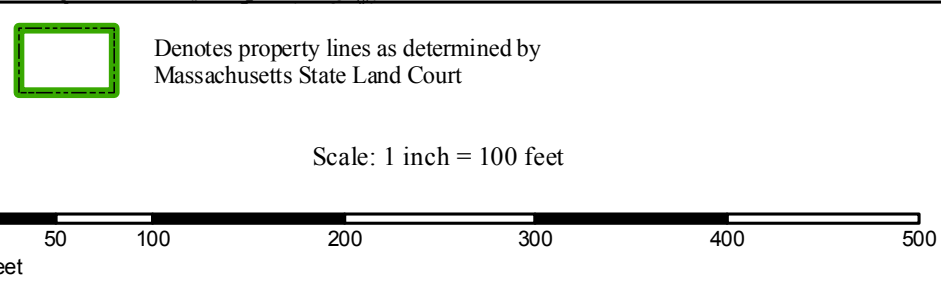 Denotes property lines as determined by
Massachusetts State Land Court
Scale: 1 inch = 100 feet
50 100 200 300 400 500